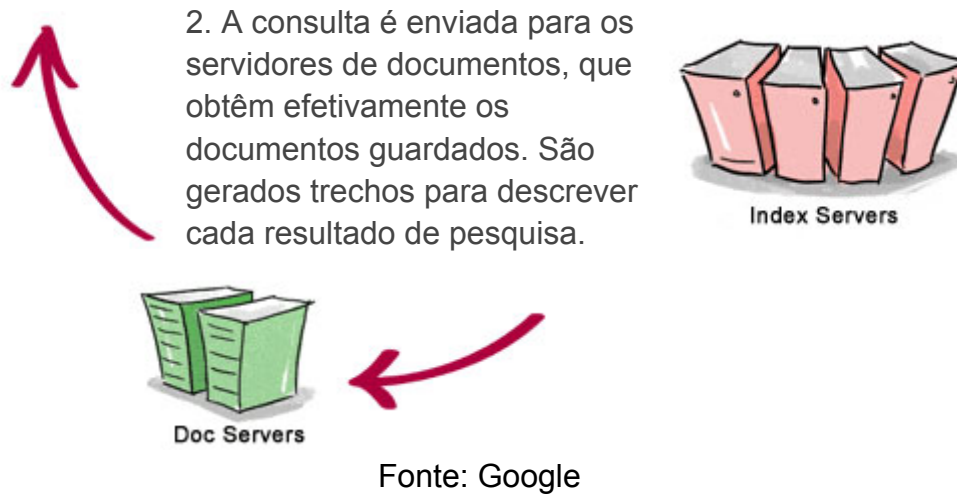 2. A consulta é enviada para os
servidores de documentos, que
obtêm efetivamente os
documentos guardados. São
gerados trechos para descrever
cada resultado de pesquisa.
Index Servers
Doc Servers
Fonte: Google